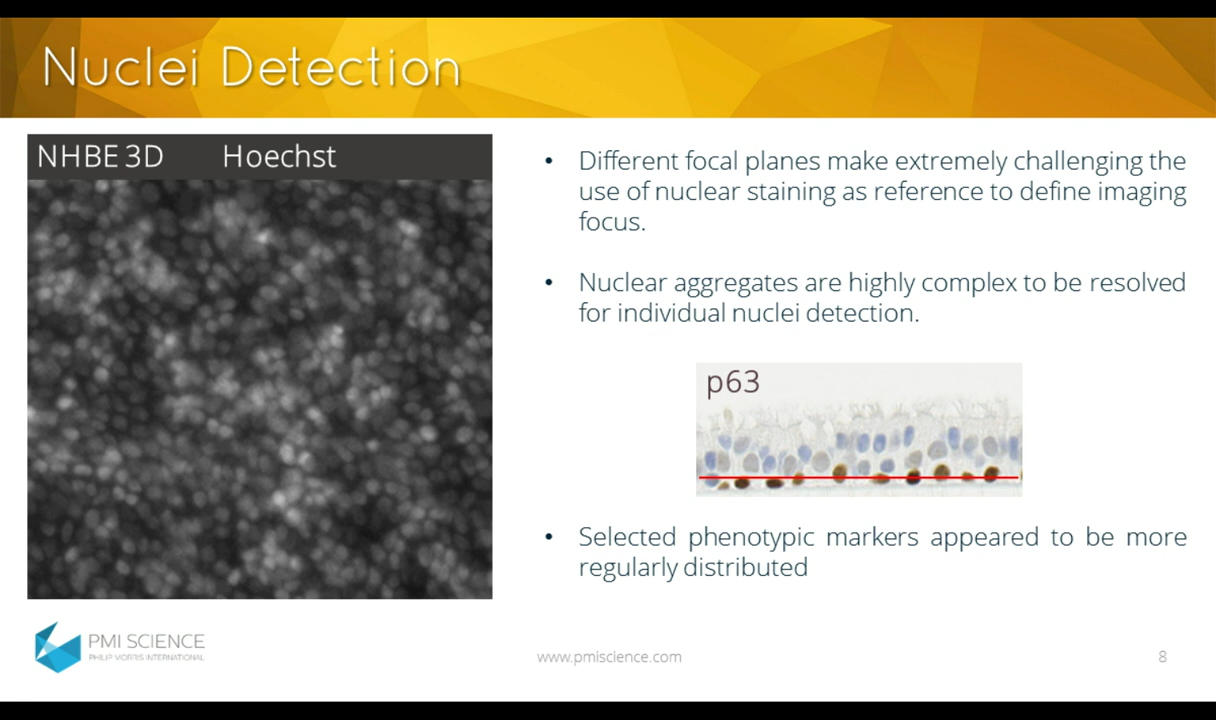 Nuclei Detection
NHBE 3D Hoechst
• Different focal planes make extremely challenging the
use of nuclear staining as reference to define imaging
focus.
• Nuclear aggregates are highly complex to be resolved
for individual nuclei detection.
p63
• Selected phenotypic markers appeared to be more
regularly distributed
PMI SCIENCE
PHILIP MORRIS INTERNATIONAL
www.pmiscience.com
8